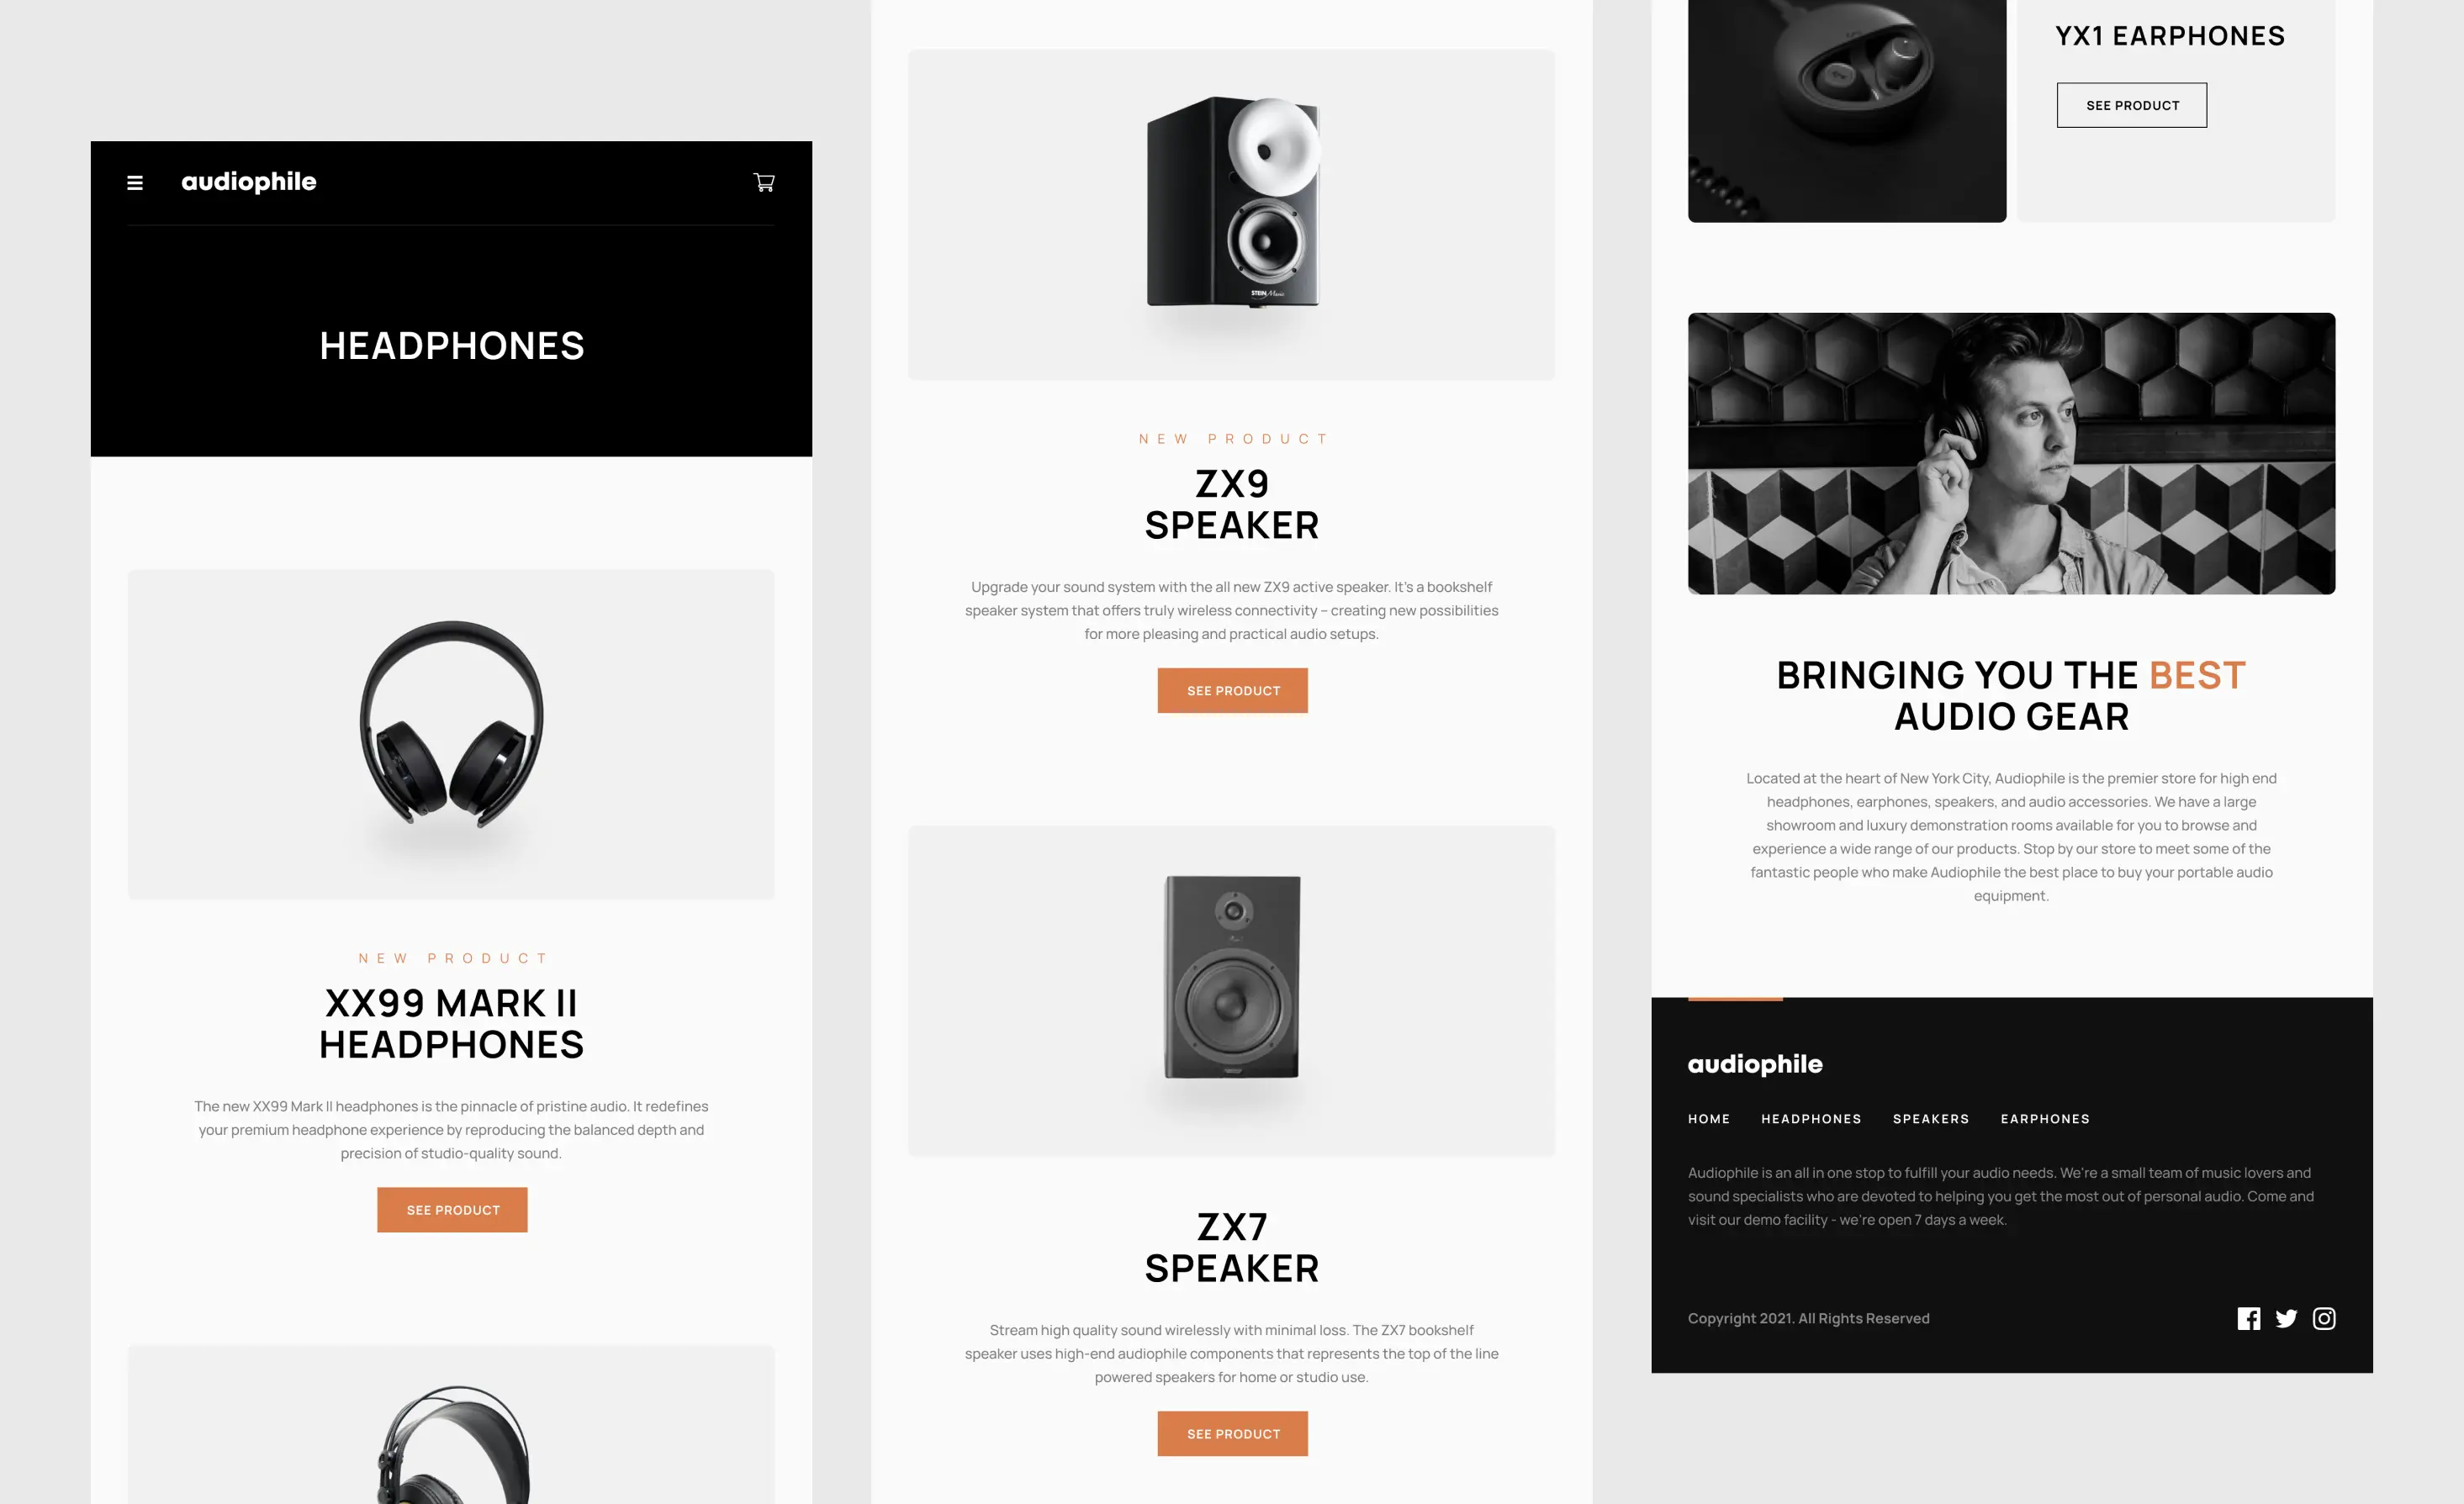 audiophile
HEADPHONES
NEW PRODUCT
XX99 MARK II
HEADPHONES
The new XX99 Mark II headphones is the pinnacle of pristine audio. It redefines
your premium headphone experience by reproducing the balanced depth and
precision of studio-quality sound.
SEE PRODUCT
STEIN Music
NEW PRODUCT
ZX9
SPEAKER
Upgrade your sound system with the all new ZX9 active speaker. It's a bookshelf
speaker system that offers truly wireless connectivity – creating new possibilities
for more pleasing and practical audio setups.
SEE PRODUCT
ZX7
SPEAKER
Stream high quality sound wirelessly with minimal loss. The ZX7 bookshelf
speaker uses high-end audiophile components that represents the top of the line
powered speakers for home or studio use.
SEE PRODUCT
YX1 EARPHONES
SEE PRODUCT
BRINGING YOU THE BEST
AUDIO GEAR
Located at the heart of New York City, Audiophile is the premier store for high end
headphones, earphones, speakers, and audio accessories. We have a large
showroom and luxury demonstration rooms available for you to browse and
experience a wide range of our products. Stop by our store to meet some of the
fantastic people who make Audiophile the best place to buy your portable audio
equipment.
audiophile
HOME HEADPHONES SPEAKERS EARPHONES
Audiophile is an all in one stop to fulfill your audio needs. We're a small team of music lovers and
sound specialists who are devoted to helping you get the most out of personal audio. Come and
visit our demo facility - we're open 7 days a week.
Copyright 2021. All Rights Reserved